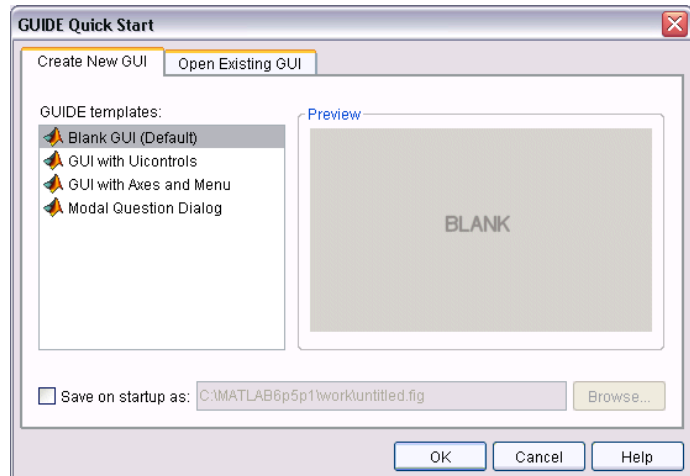 GUIDE Quick Start
Create New GUI
Open Existing GUI
GUIDE templates:
Blank GUI (Default)
GUI with Uicontrols
GUI with Axes and Menu
Modal Question Dialog
Preview
BLANK
Save on startup as:
C:\MATLAB6p5p1\work\untitled.fig
Browse...
OK
Cancel
Help